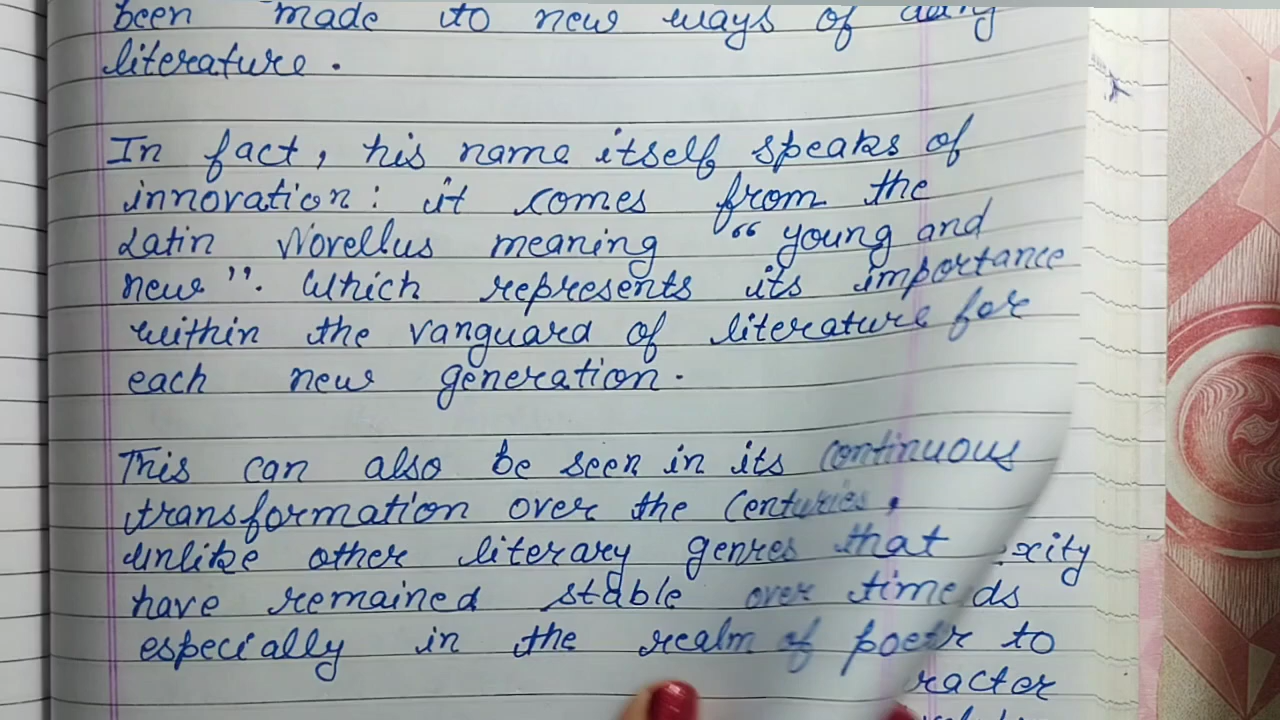 been made to new ways of doing
literature.
In fact, his name itself speaks of
innovation: it comes from the
Latin Novellus meaning "young and
new". Which represents its importance
within the vanguard of literature for
each new generation.
This can also be seen in its continuous
transformation over the centuries,
unlike other literary genres that
have remained stable over time
especially in the realm of
to